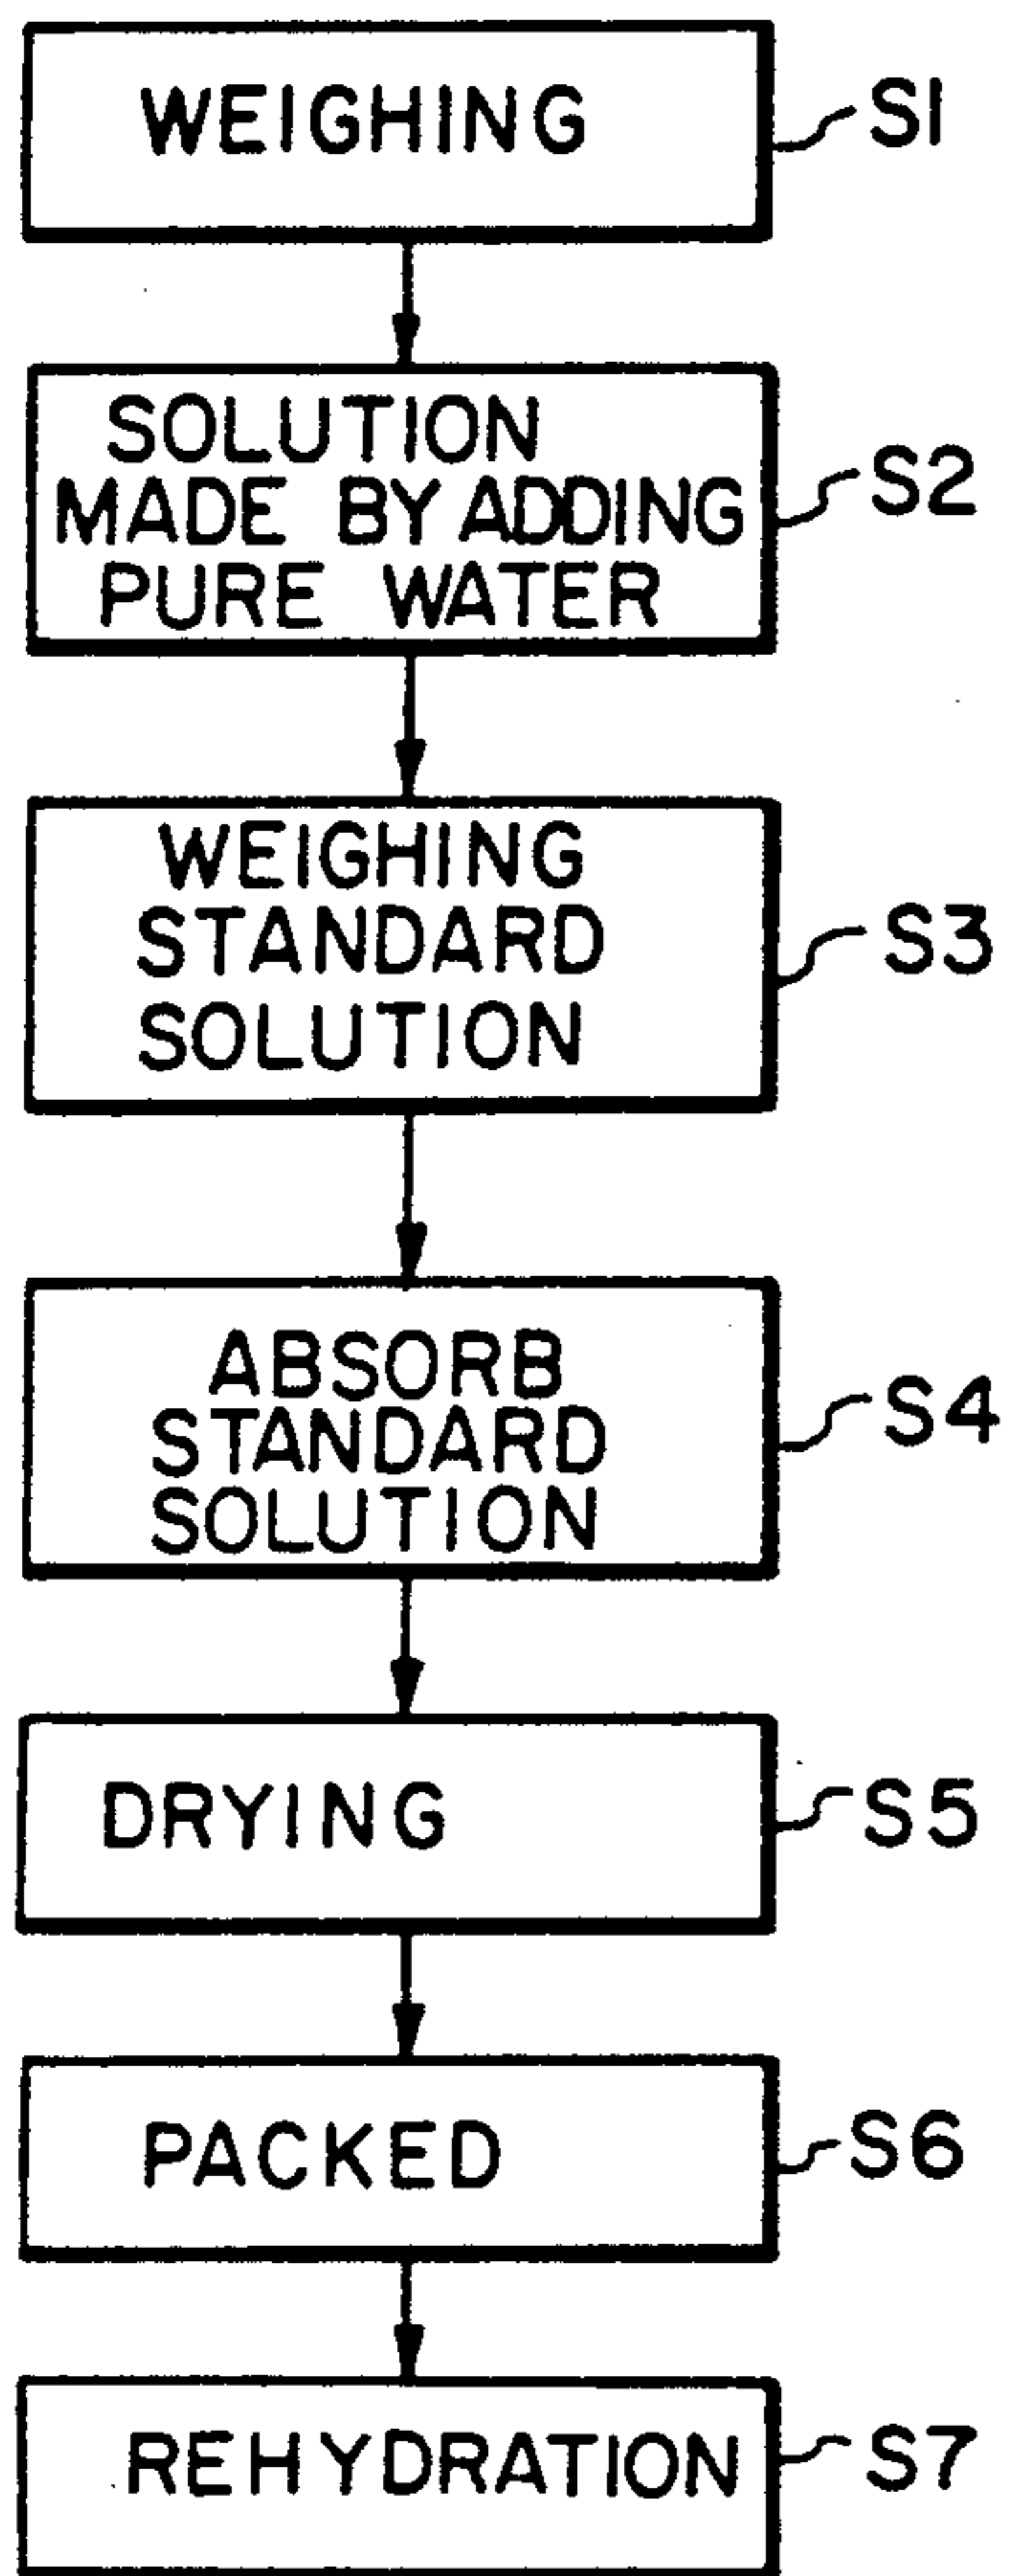 WEIGHING
S1
SOLUTION
MADE BY ADDING
PURE WATER
S2
WEIGHING
STANDARD
SOLUTION
S3
ABSORB
STANDARD
SOLUTION
S4
DRYING
S5
PACKED
S6
REHYDRATION
S7